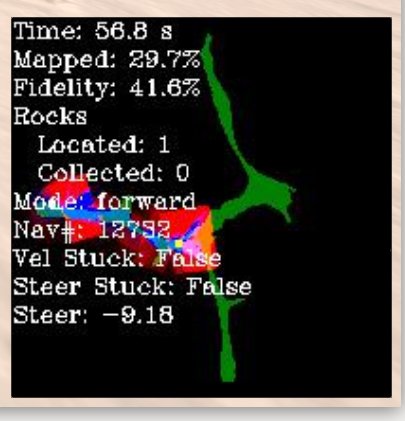 Time: 56.8 s
Mapped: 29.7%
Fidelity: 41.6%
Rocks
Located: 1
Collected: 0
Mode: forward
Nav#: 12732
Vel Stuck: False
Steer Stuck: False
Steer: −9.18